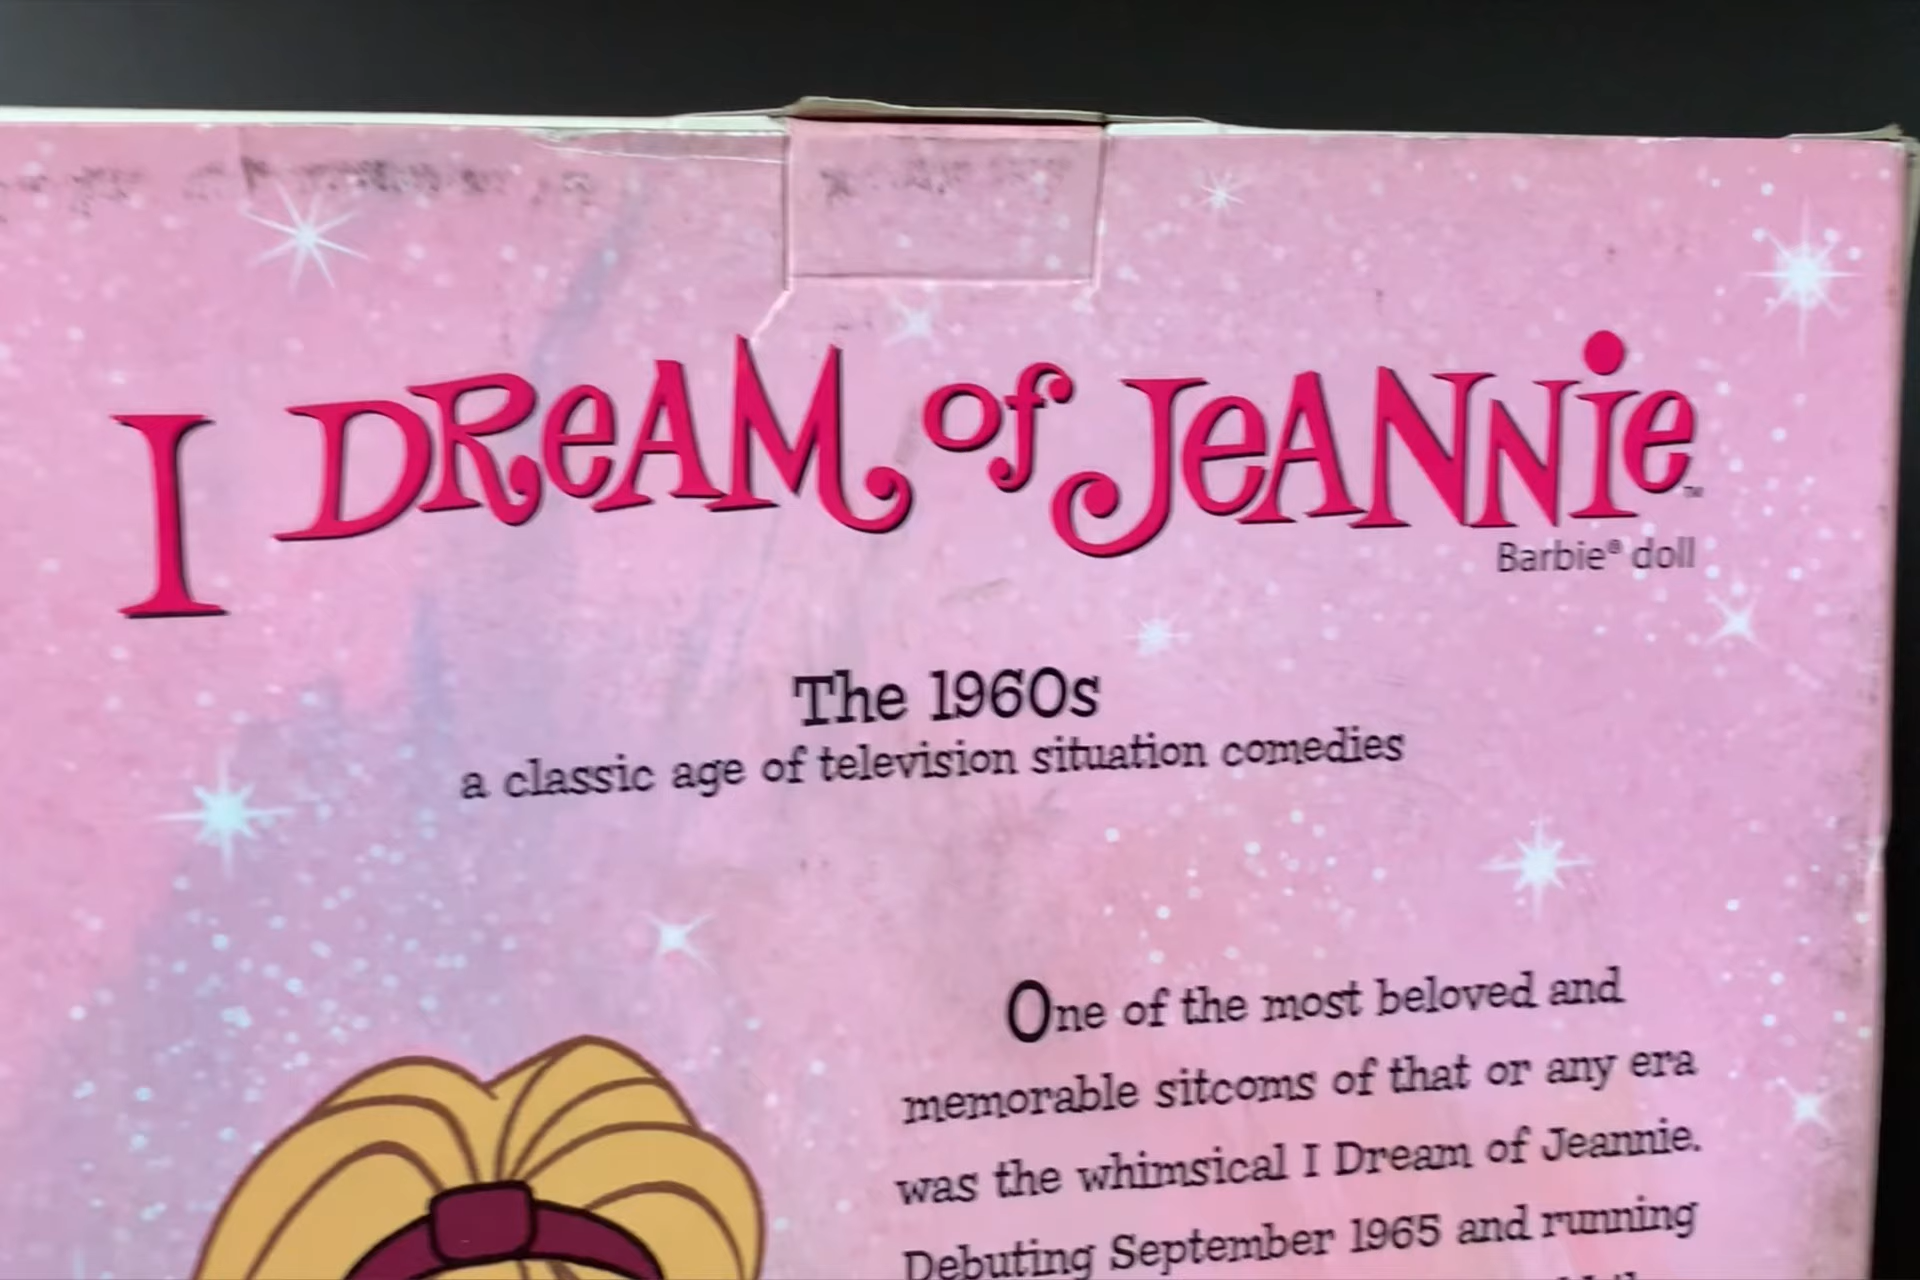 I DReAM of JeANNie™
Barbie® doll
The 1960s
a classic age of television situation comedies
One of the most beloved and
memorable sitcoms of that or any era
was the whimsical I Dream of Jeannie.
Debuting September 1965 and running